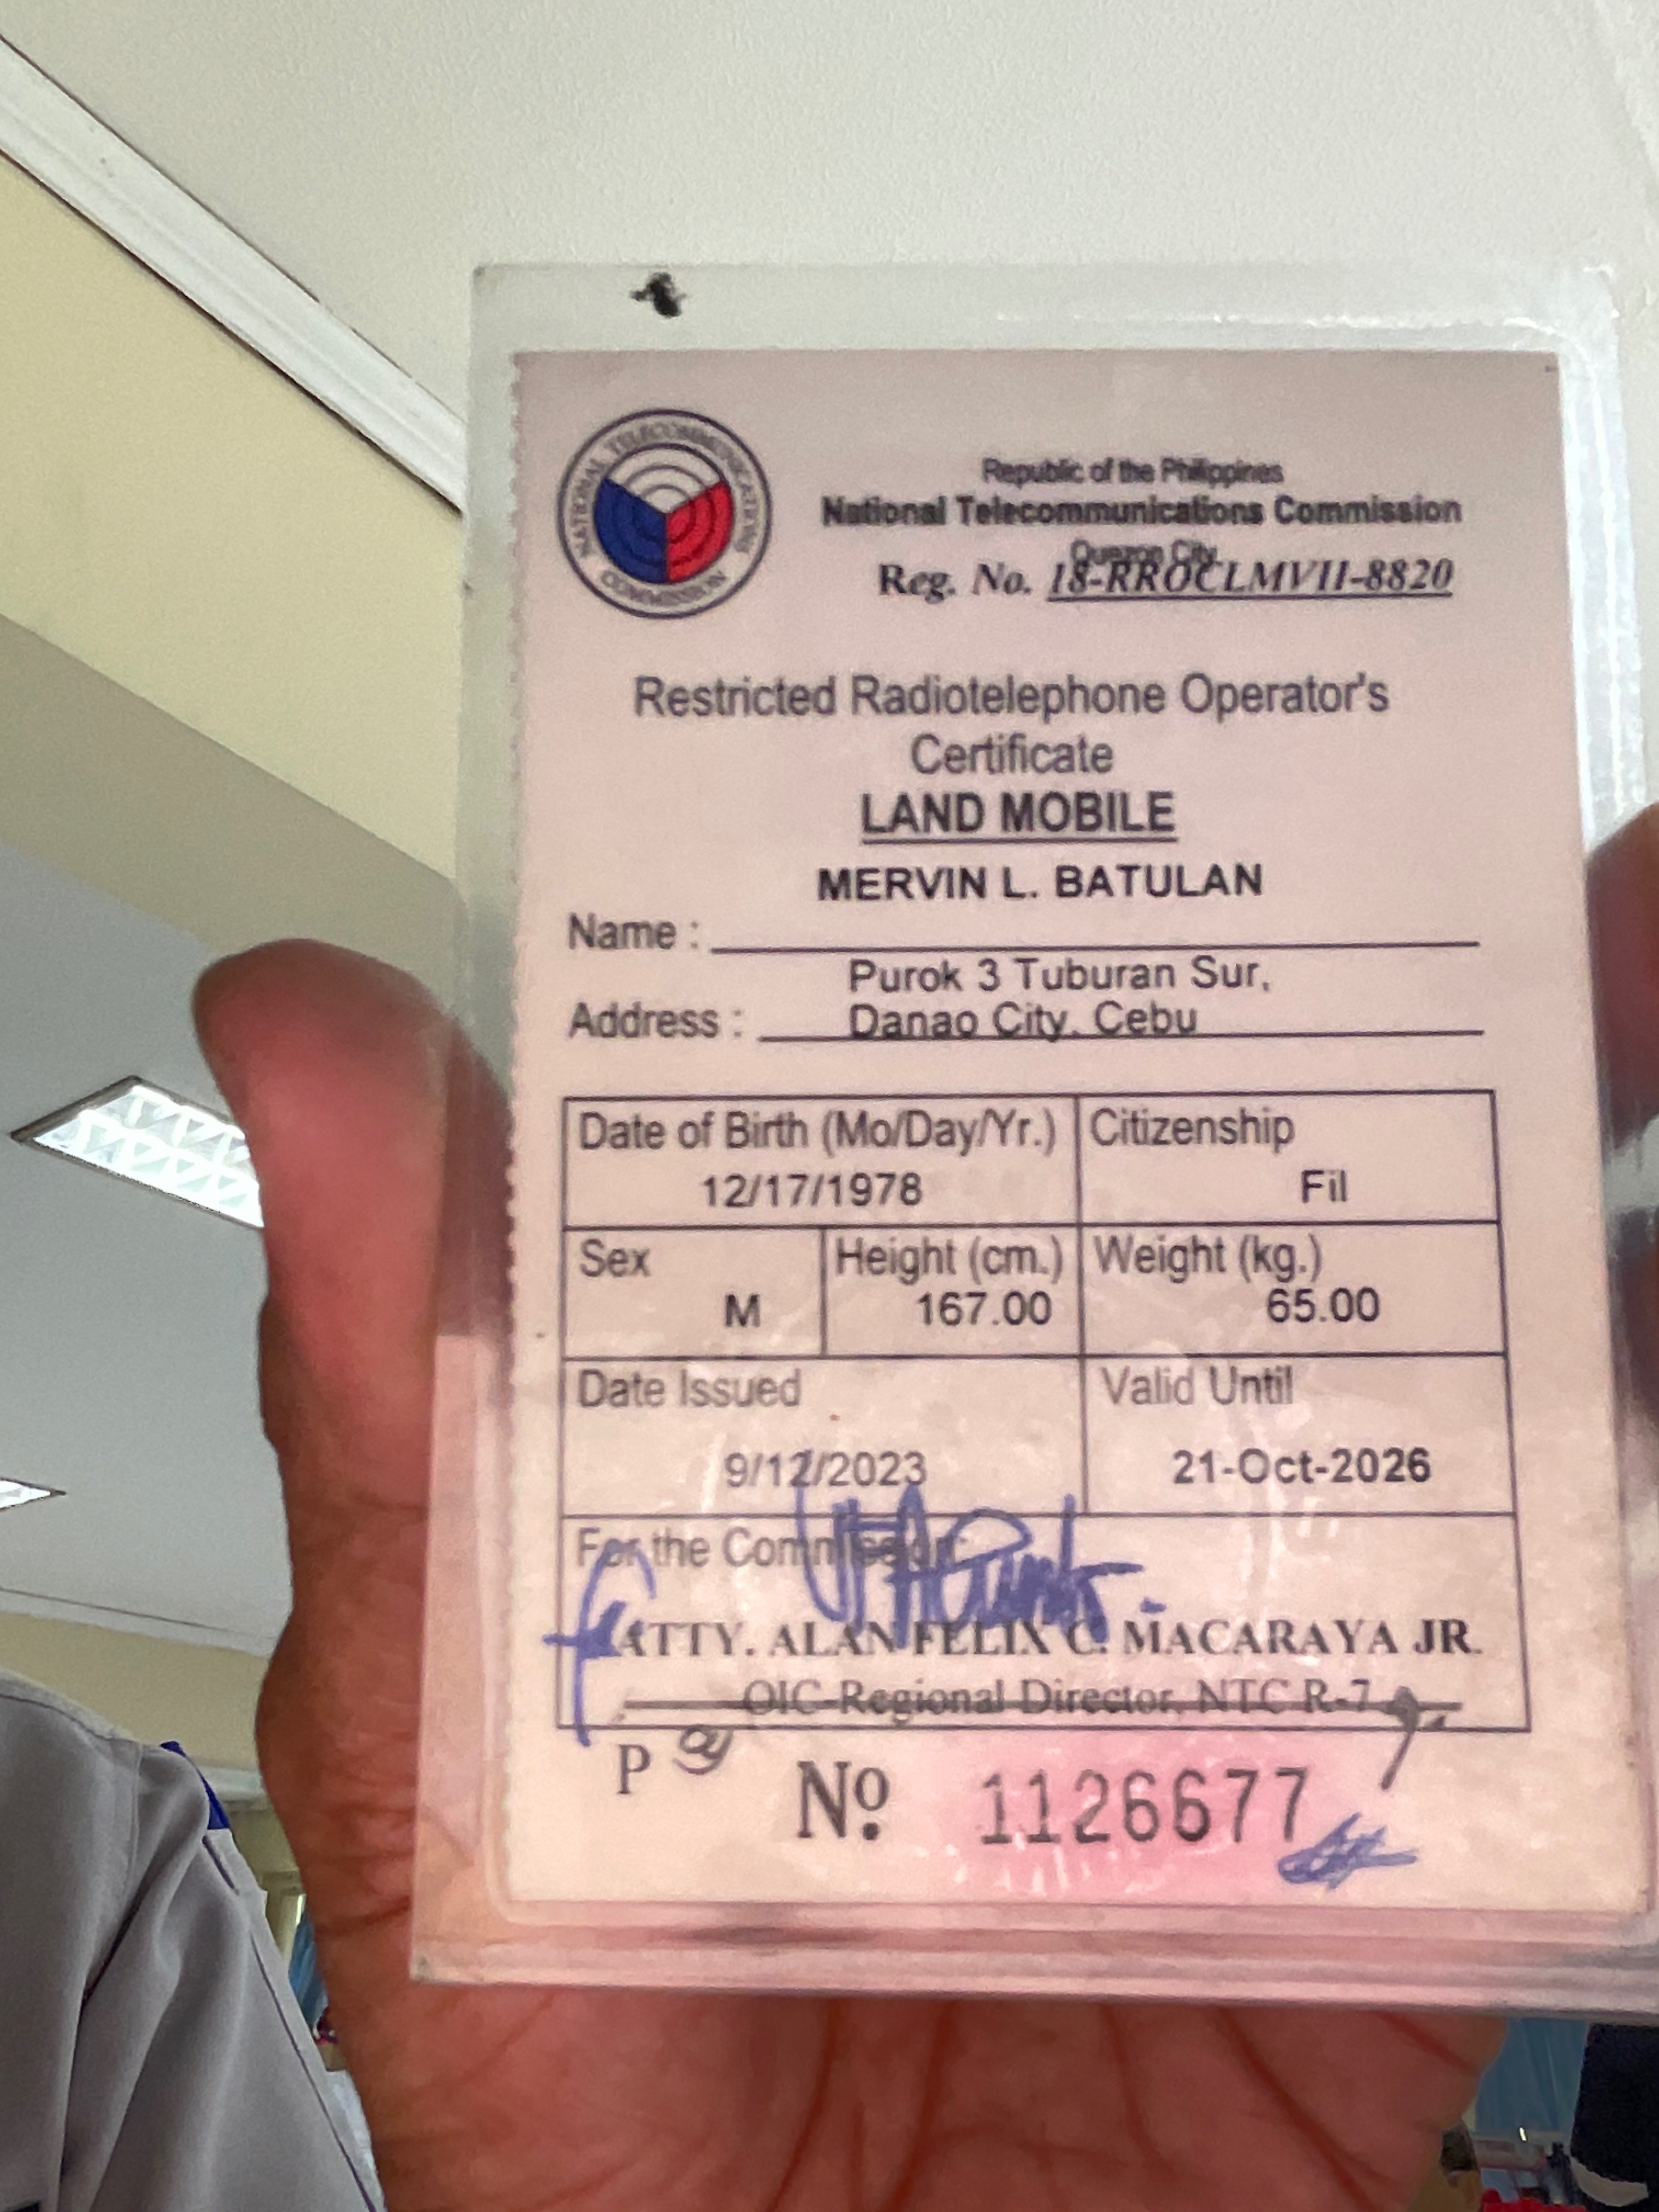 NATIONAL TELECOMMUNICATIONS COMMISSION
Republic of the Philippines
National Telecommunications Commission
Quezon City
Reg. No. 18-RROCLMVII-8820
Restricted Radiotelephone Operator's
Certificate
LAND MOBILE
MERVIN L. BATULAN
Name :
Purok 3 Tuburan Sur,
Address : Danao City, Cebu
Date of Birth (Mo/Day/Yr.) Citizenship
12/17/1978 Fil
Sex Height (cm.) Weight (kg.)
M 167.00 65.00
Date Issued Valid Until
9/12/2023 21-Oct-2026
For the Commission:
ATTY. ALAN FELIX C. MACARAYA JR.
OIC-Regional Director, NTC R-7
P
No. 1126677